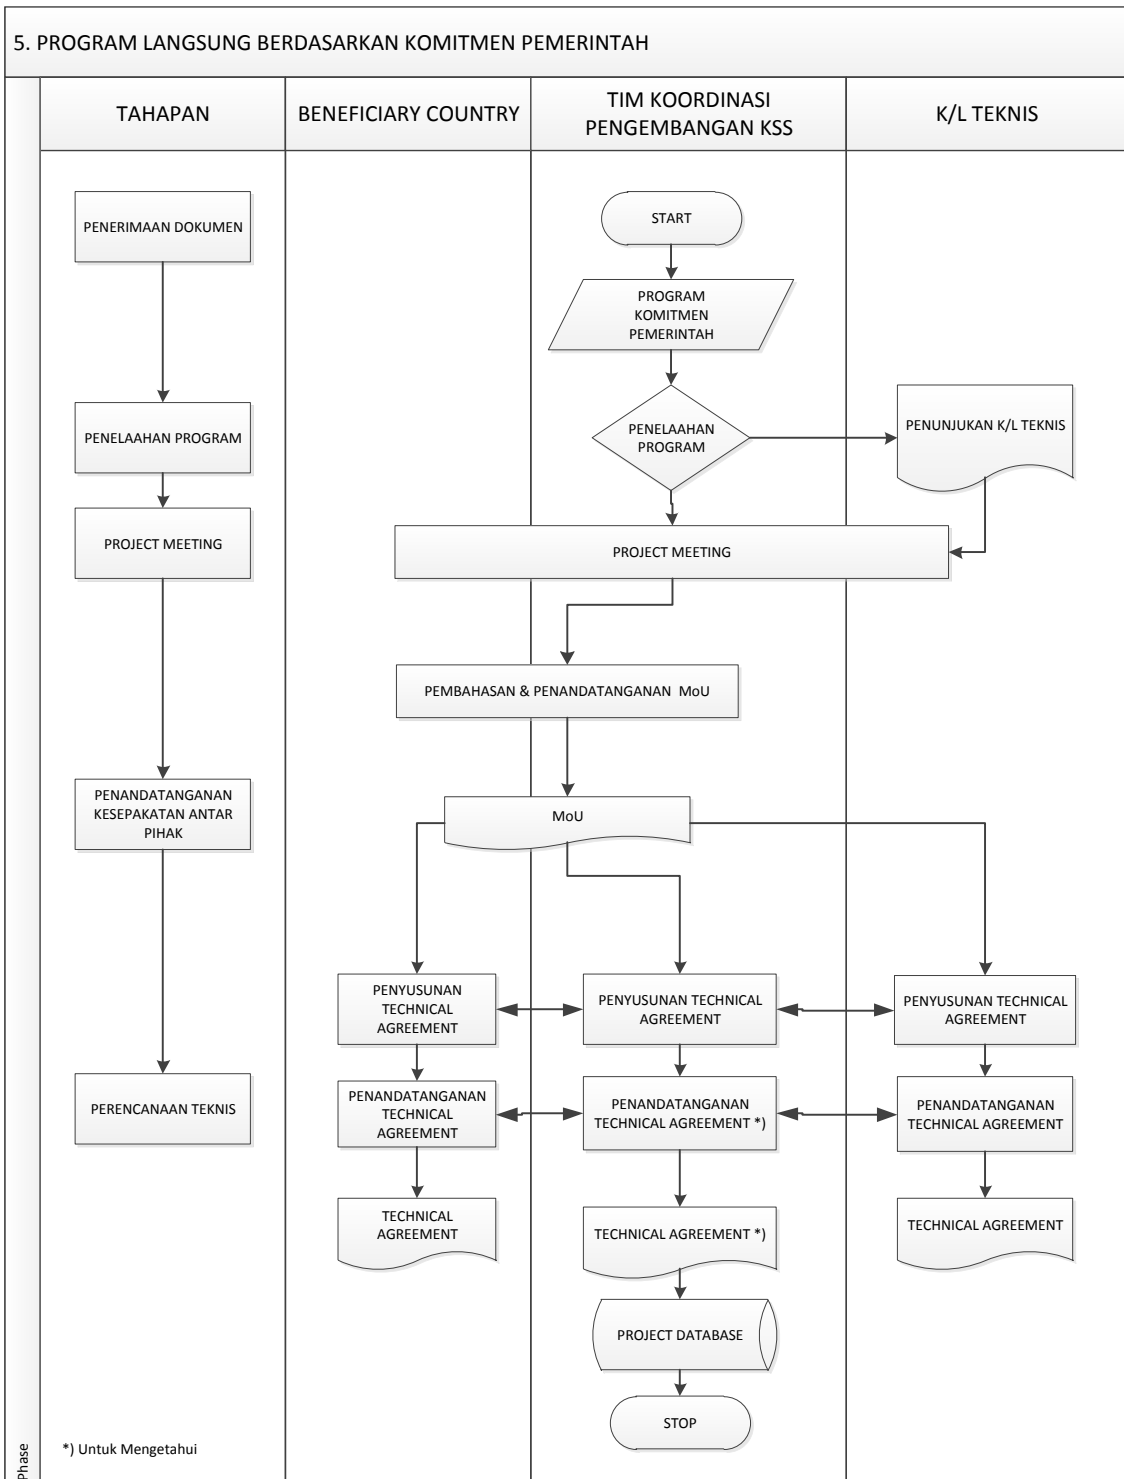 5. PROGRAM LANGSUNG BERDASARKAN KOMITMEN PEMERINTAH
TAHAPAN
BENEFICIARY COUNTRY
TIM KOORDINASI
PENGEMBANGAN KSS
K/L TEKNIS
PENERIMAAN DOKUMEN
START
PROGRAM
KOMITMEN
PEMERINTAH
PENELAAHAN PROGRAM
PENELAAHAN
PROGRAM
PENUNJUKAN K/L TEKNIS
PROJECT MEETING
PROJECT MEETING
PEMBAHASAN & PENANDATANGANAN MoU
PENANDATANGANAN
KESEPAKATAN ANTAR
PIHAK
MoU
PENYUSUNAN
TECHNICAL
AGREEMENT
PENYUSUNAN TECHNICAL
AGREEMENT
PENYUSUNAN TECHNICAL
AGREEMENT
PERENCANAAN TEKNIS
PENANDATANGANAN
TECHNICAL
AGREEMENT
PENANDATANGANAN
TECHNICAL AGREEMENT *)
PENANDATANGANAN
TECHNICAL AGREEMENT
TECHNICAL
AGREEMENT
TECHNICAL AGREEMENT *)
TECHNICAL AGREEMENT
PROJECT DATABASE
STOP
*) Untuk Mengetahui
Phase